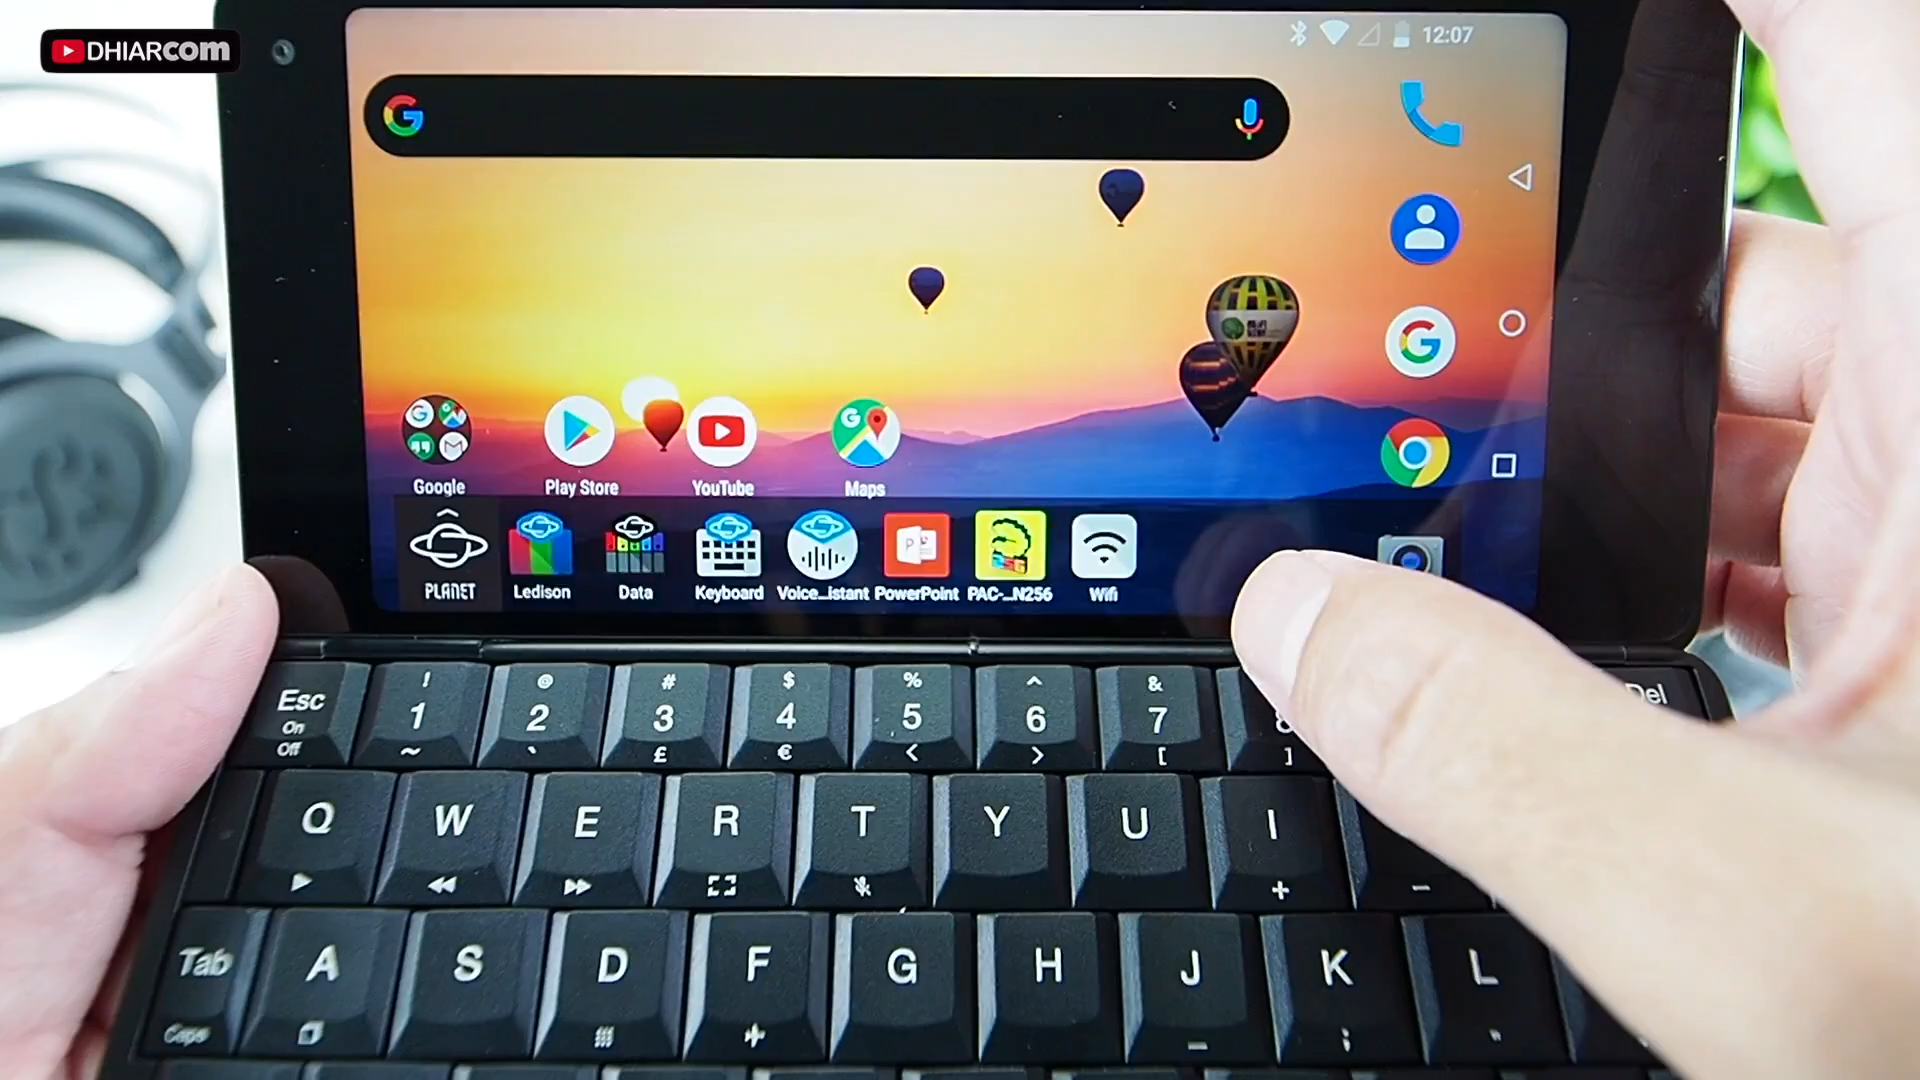 DHIARCOM
12:07
Google
Play Store
YouTube
Maps
PLANET
Ledison
Data
Keyboard
Voice...istant
PowerPoint
PAC-...N256
Wifi
Esc
On
Off
! 1 ~
@ 2 `
# 3 £
$ 4 €
% 5 <
^ 6 >
& 7 [
8 ]
Del
Q
W
E
R
T
Y
U
I +
-
Tab
Caps
A
S
D
F
G
H
J _
K ;
L "